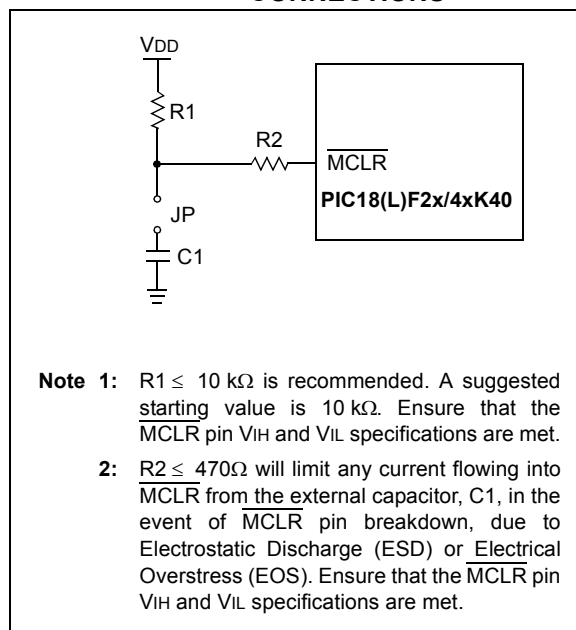 VDD
R1
R2
MCLR
PIC18(L)F2x/4xK40
JP
C1
Note 1: R1 ≤ 10 kΩ is recommended. A suggested
starting value is 10 kΩ. Ensure that the
MCLR pin VIH and VIL specifications are met.
2: R2 ≤ 470Ω will limit any current flowing into
MCLR from the external capacitor, C1, in the
event of MCLR pin breakdown, due to
Electrostatic Discharge (ESD) or Electrical
Overstress (EOS). Ensure that the MCLR pin
VIH and VIL specifications are met.